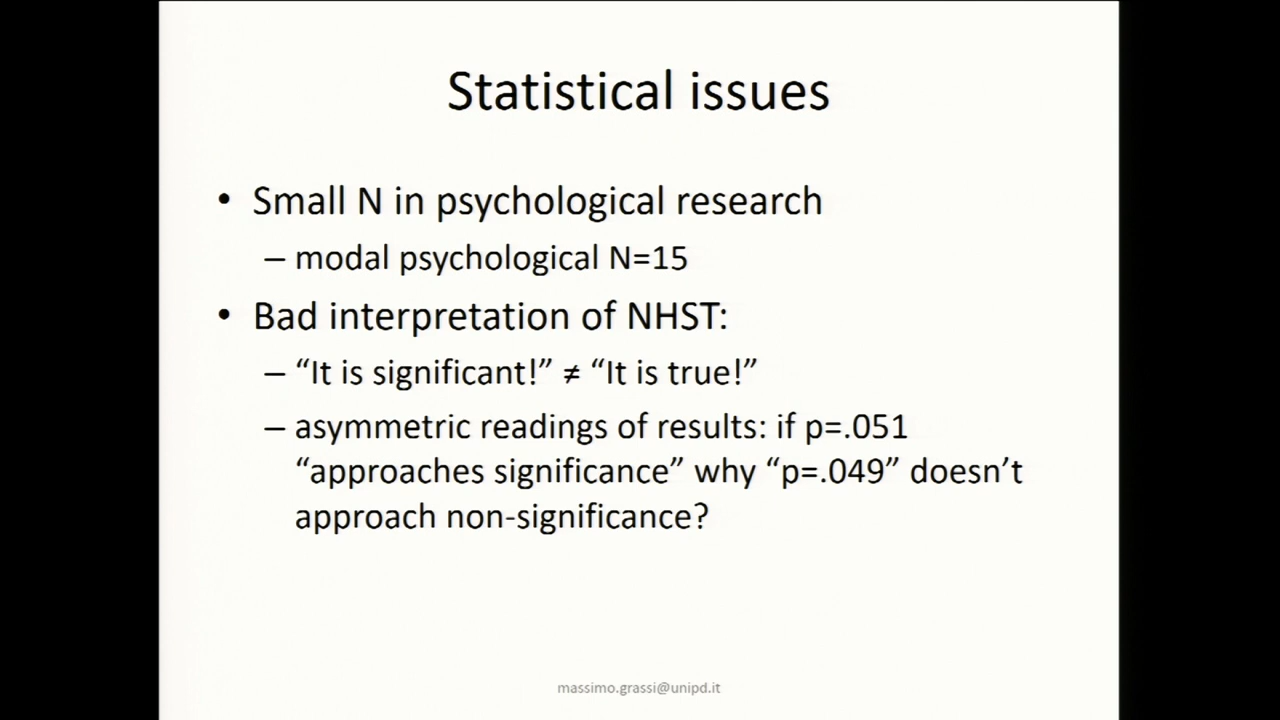 Statistical issues
• Small N in psychological research
– modal psychological N=15
• Bad interpretation of NHST:
– “It is significant!” ≠ “It is true!”
– asymmetric readings of results: if p=.051
“approaches significance” why “p=.049” doesn’t
approach non-significance?
massimo.grassi@unipd.it